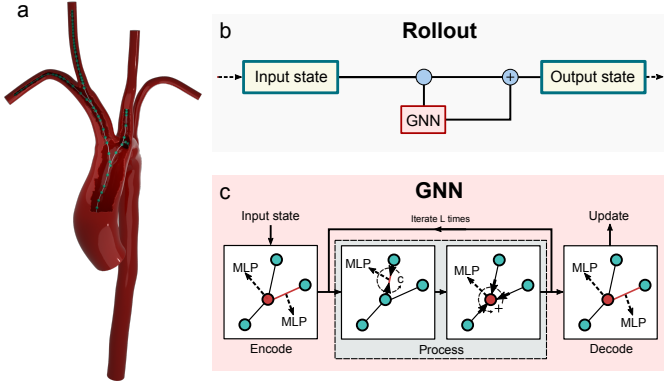 a
b
Rollout
Input state
+
Output state
GNN
c
GNN
Input state
Iterate L times
Update
MLP
MLP
MLP
c
MLP
+
MLP
MLP
Encode
Process
Decode